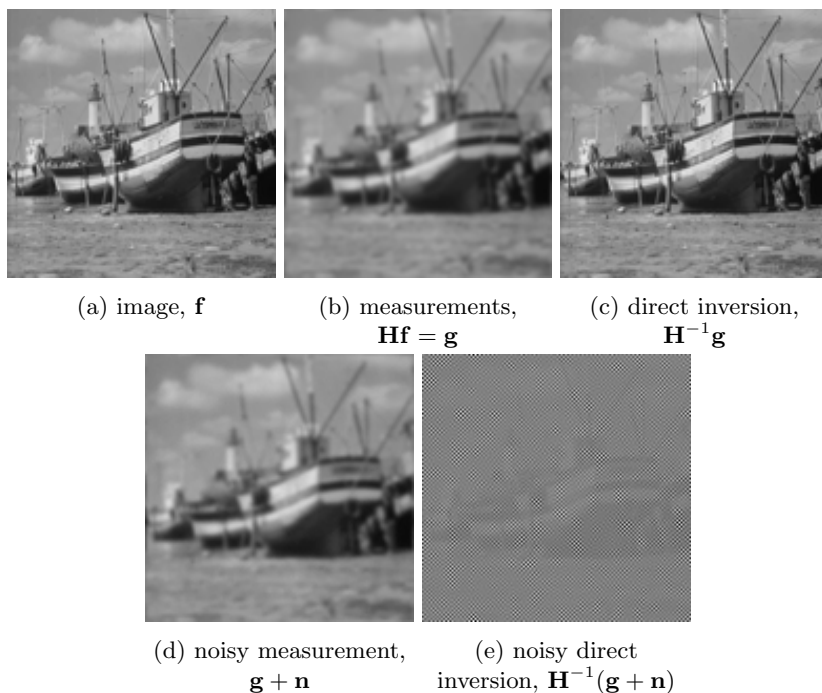 (a) image, f
(b) measurements,
Hf = g
(c) direct inversion,
H⁻¹g
(d) noisy measurement,
g + n
(e) noisy direct
inversion, H⁻¹(g + n)